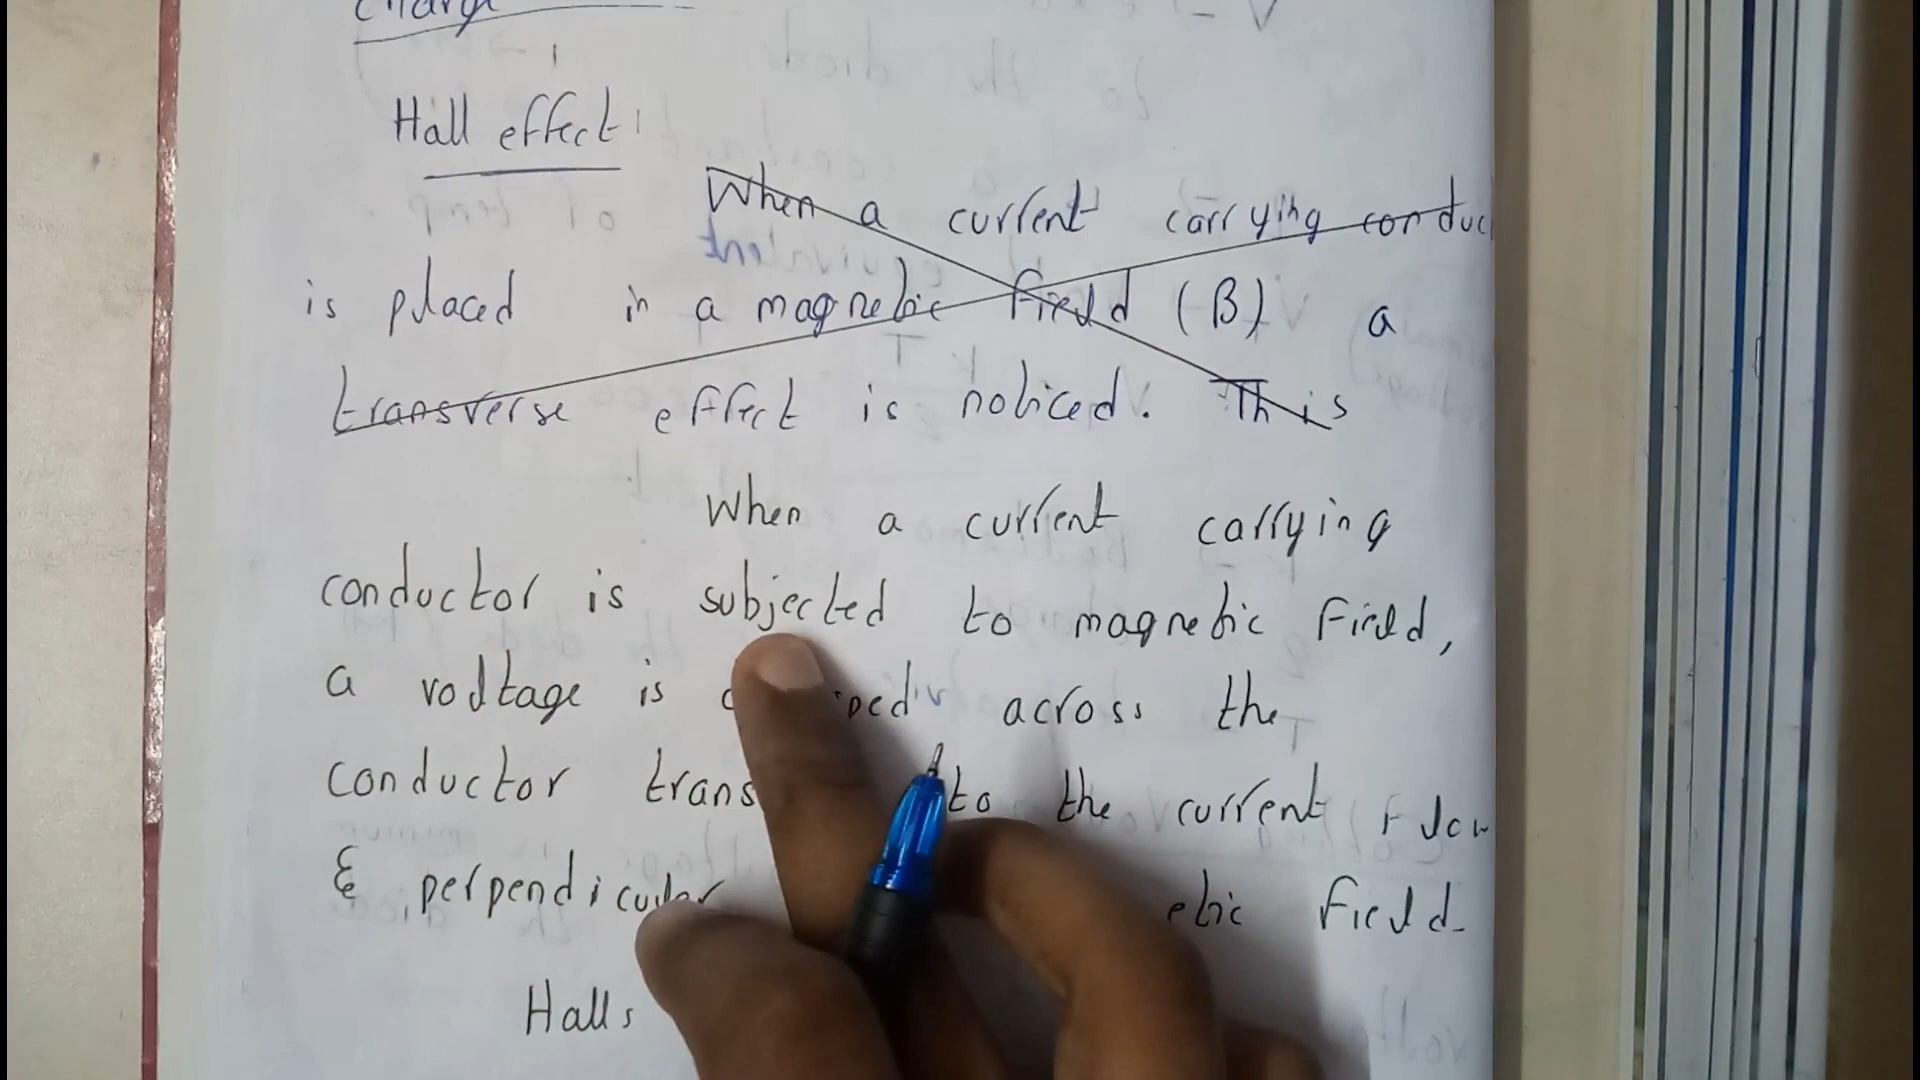 charge
Hall effect:
When a current carrying conduc
is placed in a magnetic field (B) a
transverse effect is noticed. This
When a current carrying
conductor is subjected to magnetic field,
a voltage is across the
conductor trans to the current flow
& perpendicular etic field.
Halls